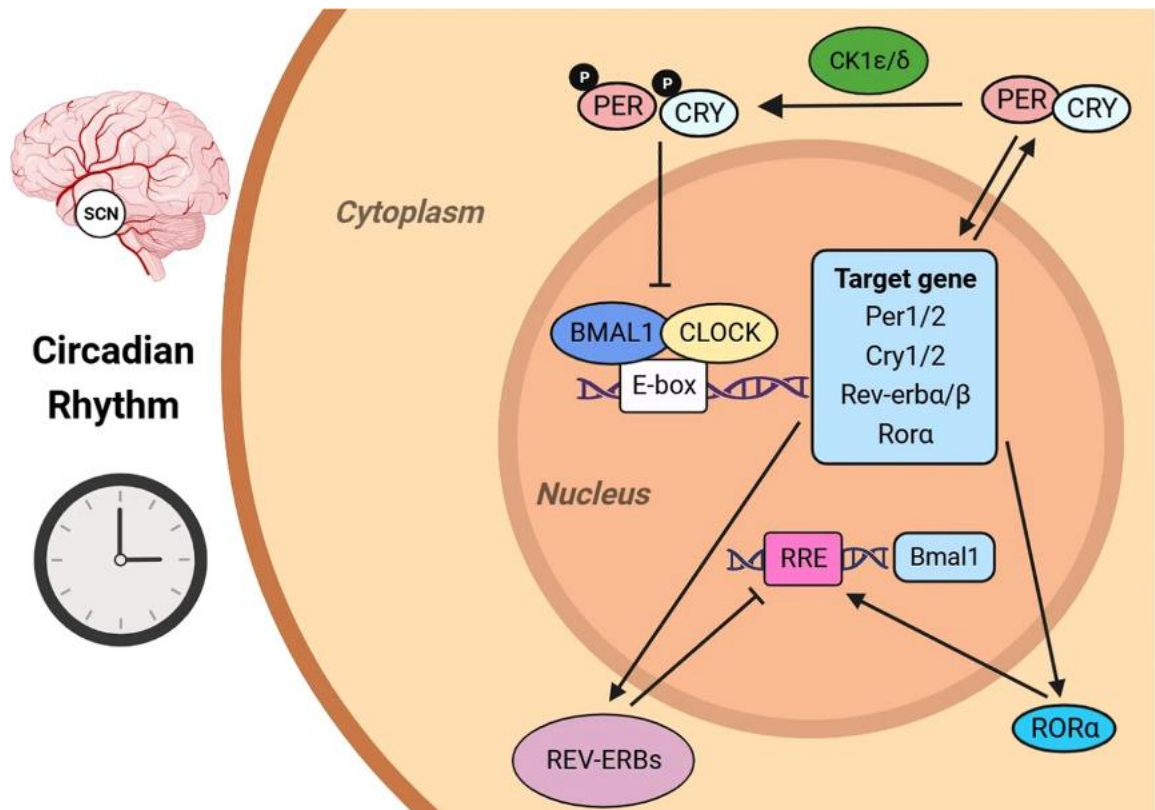 SCN
Circadian
Rhythm
Cytoplasm
P
PER
P
CRY
CK1ε/δ
PER
CRY
BMAL1
CLOCK
E-box
Target gene
Per1/2
Cry1/2
Rev-erbα/β
Rorα
Nucleus
RRE
Bmal1
REV-ERBs
RORα